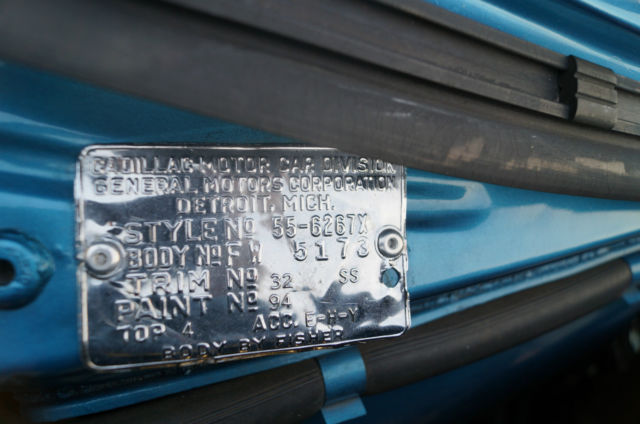 CADILLAC MOTOR CAR DIVISION
GENERAL MOTORS CORPORATION
DETROIT, MICH.
STYLE NO 55-6267X
BODY NO FW 5173
TRIM NO 32 SS
PAINT NO 94
TOP 4 ACC. E-H-Y
BODY BY FISHER